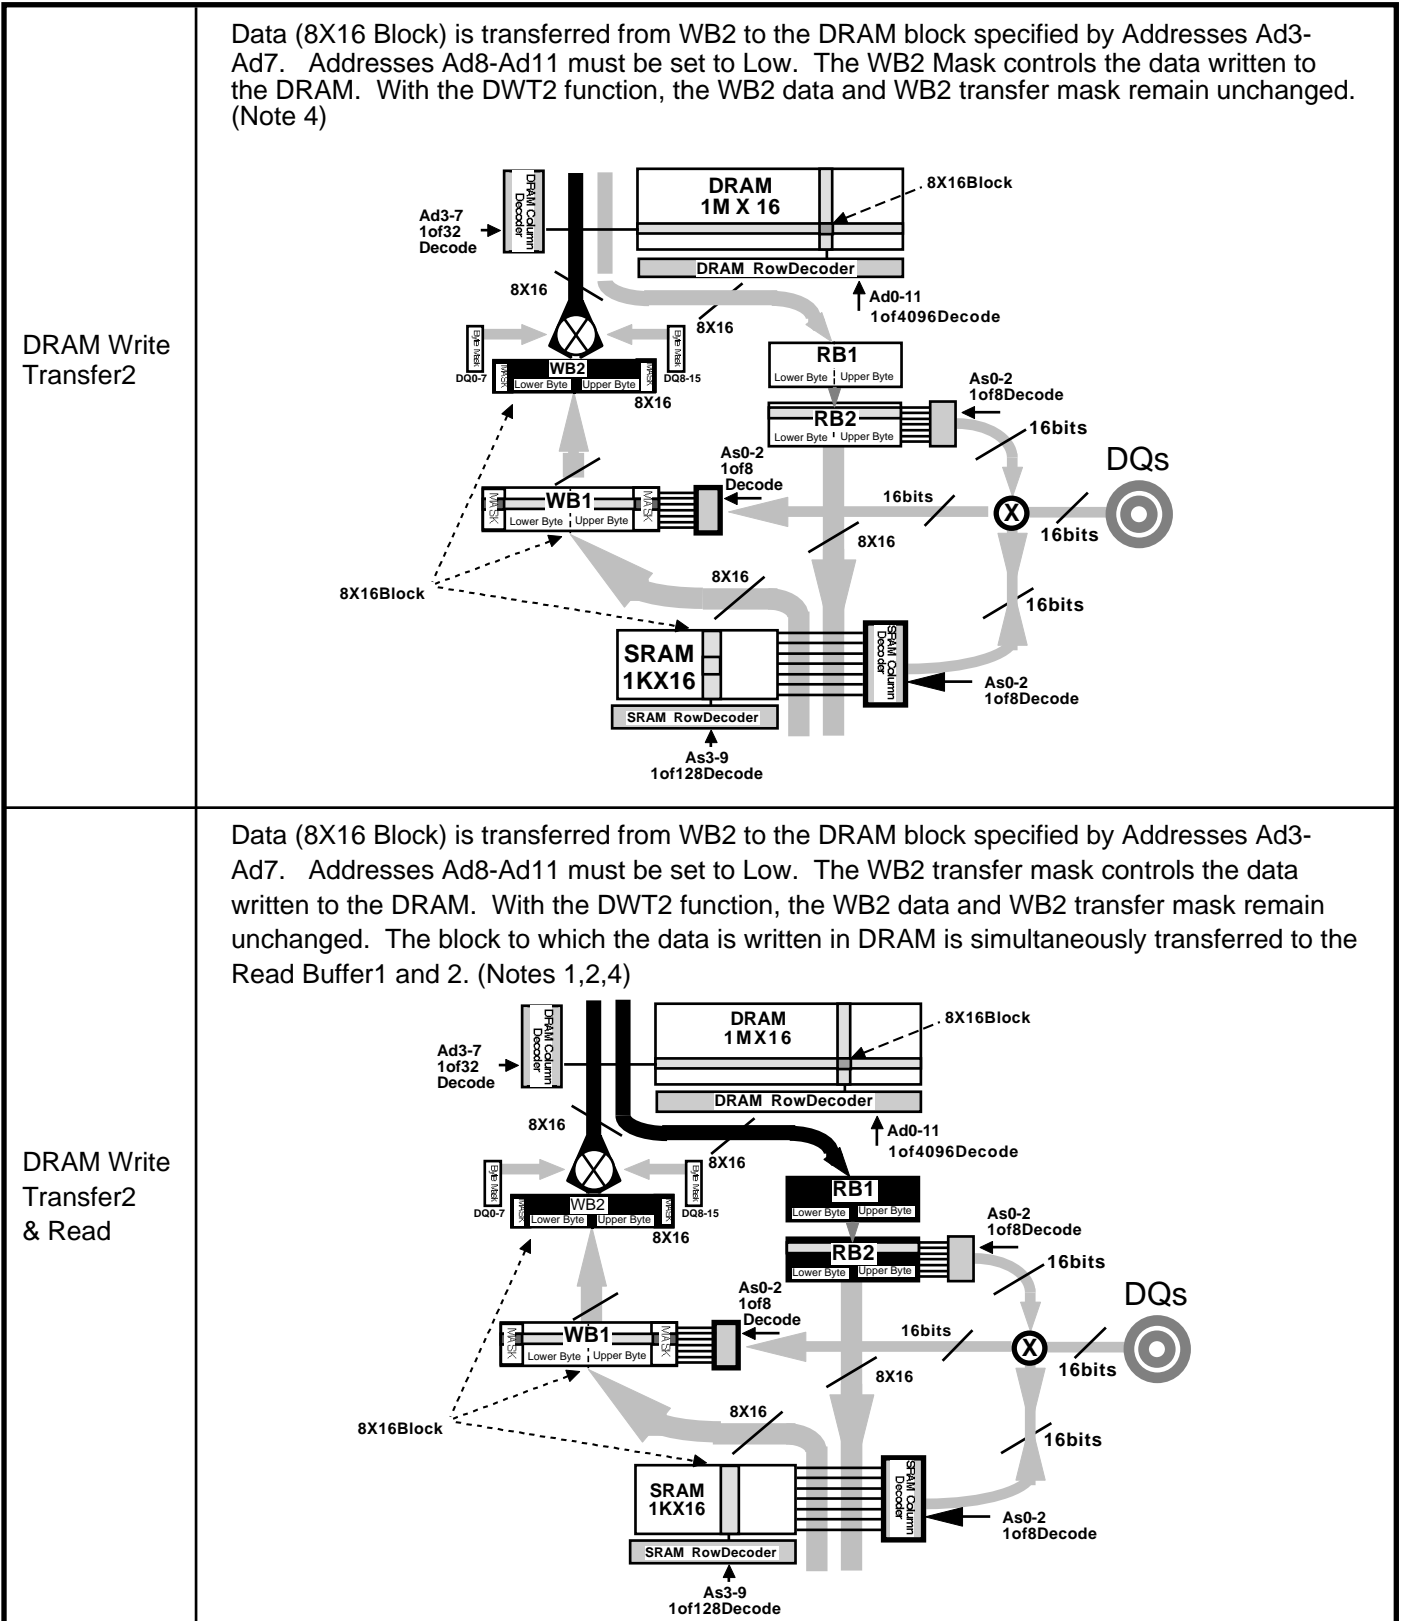 Data (8X16 Block) is transferred from WB2 to the DRAM block specified by Addresses Ad3-
Ad7.   Addresses Ad8-Ad11 must be set to Low.  The WB2 Mask controls the data written to
the DRAM.  With the DWT2 function, the WB2 data and WB2 transfer mask remain unchanged.
(Note 4)
DRAM Write
Transfer2
DRAM Column
Decoder
DRAM
1M X 16
8X16Block
Ad3-7
1of32
Decode
DRAM RowDecoder
8X16
8X16
Ad0-11
1of4096Decode
Byte Mask
Byte Mask
DQ0-7
DQ8-15
MASK
WB2
MASK
Lower Byte
Upper Byte
8X16
RB1
Lower Byte
Upper Byte
As0-2
1of8Decode
RB2
Lower Byte
Upper Byte
16bits
DQs
As0-2
1of8
Decode
MASK
WB1
MASK
Lower Byte
Upper Byte
16bits
X
16bits
8X16
8X16
8X16Block
16bits
SRAM
1KX16
SRAM Column
Decoder
As0-2
1of8Decode
SRAM RowDecoder
As3-9
1of128Decode
Data (8X16 Block) is transferred from WB2 to the DRAM block specified by Addresses Ad3-
Ad7.   Addresses Ad8-Ad11 must be set to Low.  The WB2 transfer mask controls the data
written to the DRAM.  With the DWT2 function, the WB2 data and WB2 transfer mask remain
unchanged.  The block to which the data is written in DRAM is simultaneously transferred to the
Read Buffer1 and 2. (Notes 1,2,4)
DRAM Write
Transfer2
& Read
DRAM Column
Decoder
DRAM
1MX16
8X16Block
Ad3-7
1of32
Decode
DRAM RowDecoder
8X16
8X16
Ad0-11
1of4096Decode
Byte Mask
Byte Mask
DQ0-7
DQ8-15
MASK
WB2
MASK
Lower Byte
Upper Byte
8X16
RB1
Lower Byte
Upper Byte
As0-2
1of8Decode
RB2
Lower Byte
Upper Byte
16bits
DQs
As0-2
1of8
Decode
MASK
WB1
MASK
Lower Byte
Upper Byte
16bits
X
16bits
8X16
8X16
8X16Block
16bits
SRAM
1KX16
SRAM Column
Decoder
As0-2
1of8Decode
SRAM RowDecoder
As3-9
1of128Decode